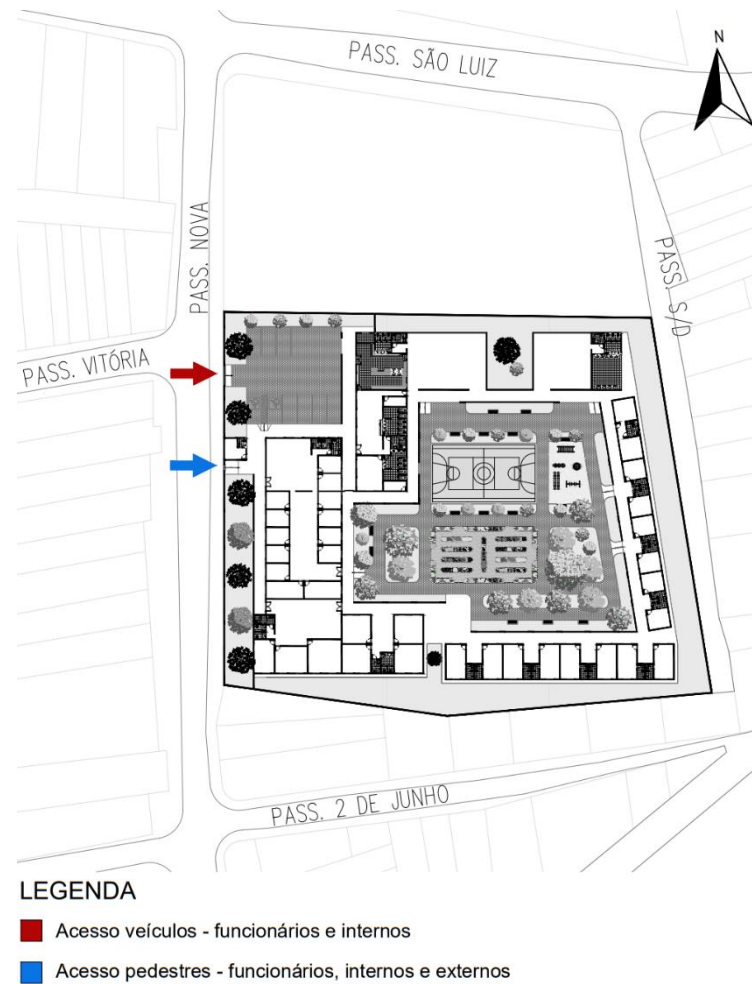 PASS. SÃO LUIZ
N
PASS. NOVA
PASS. S/D
PASS. VITÓRIA
PASS. 2 DE JUNHO
LEGENDA
Acesso veículos - funcionários e internos
Acesso pedestres - funcionários, internos e externos